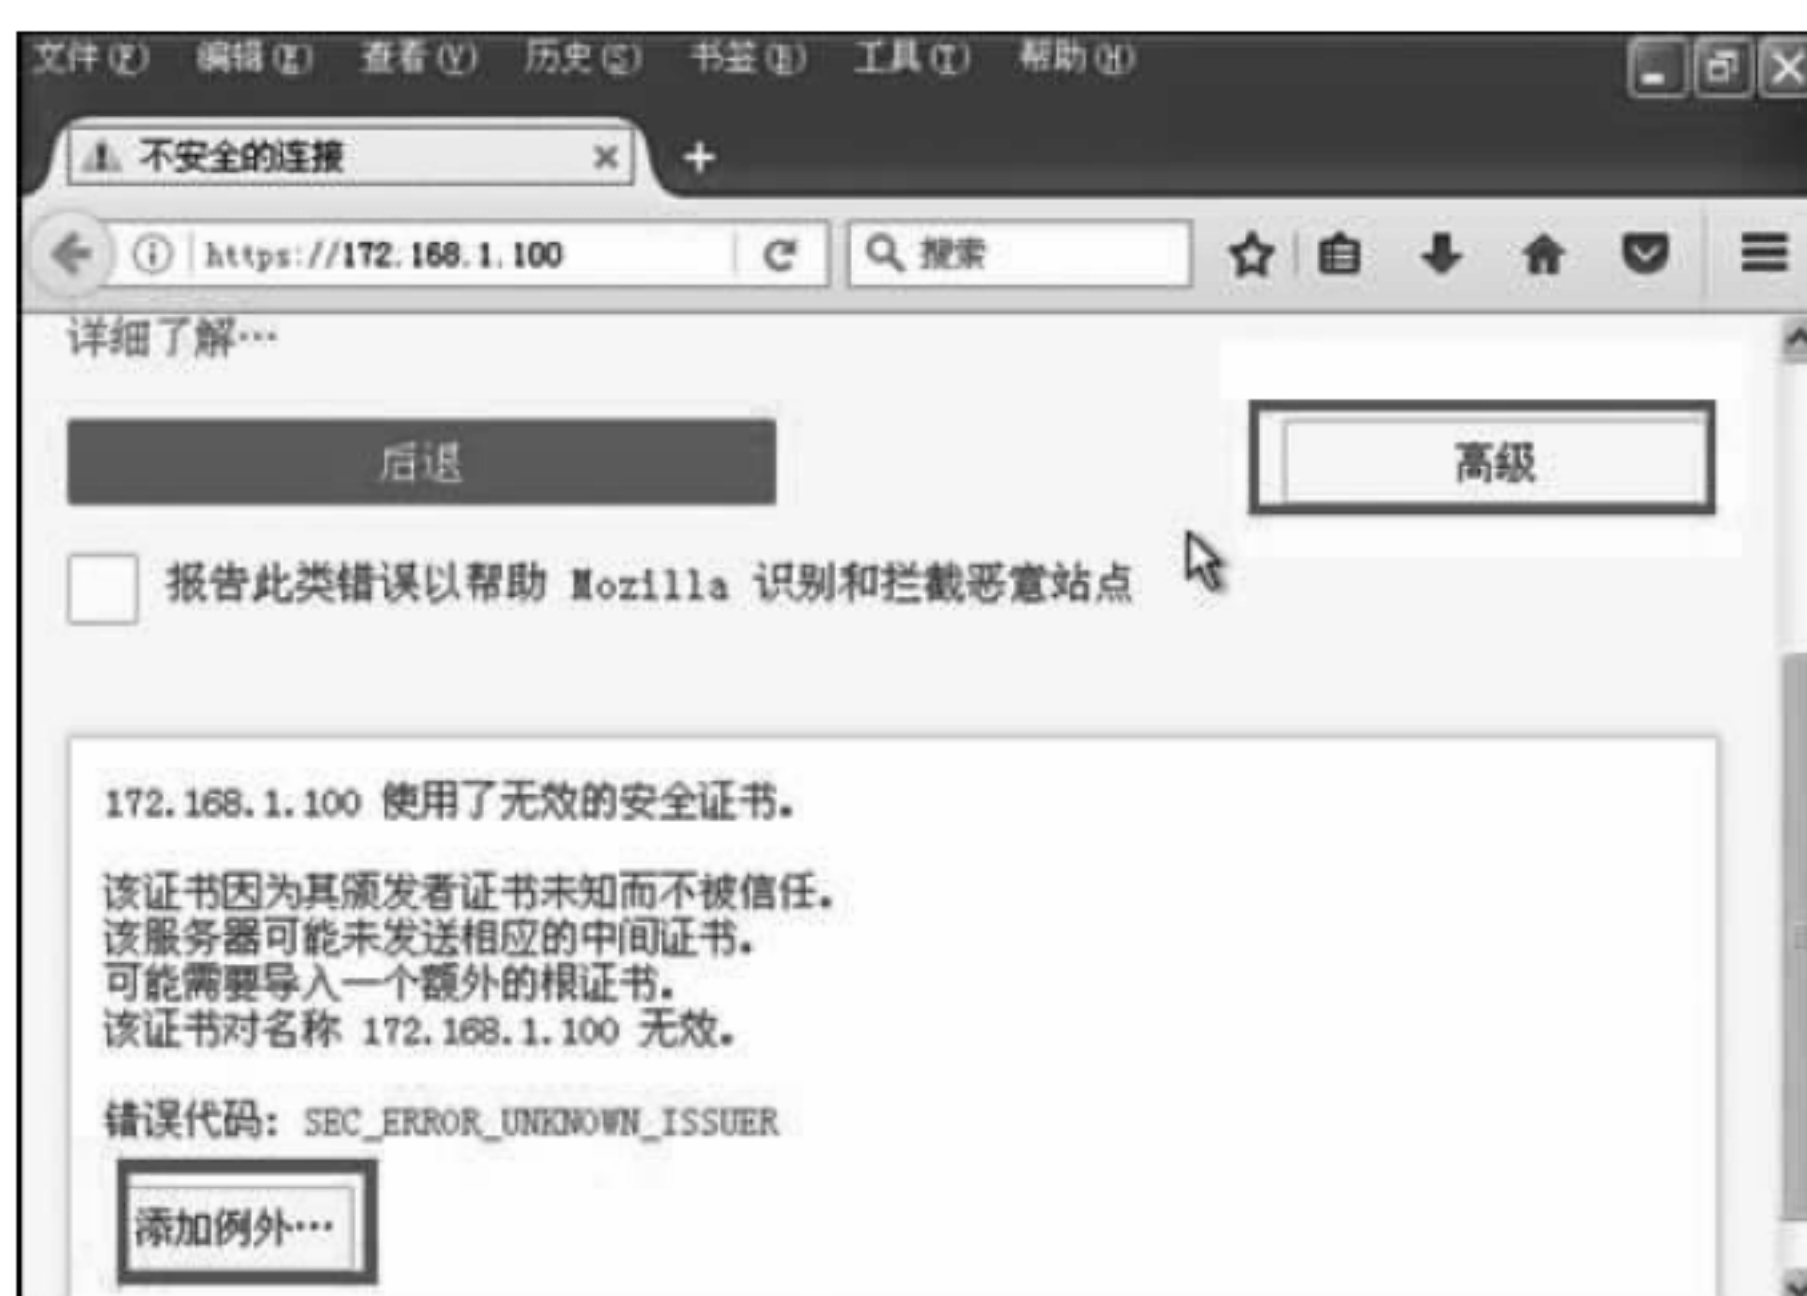 文件(F) 编辑(E) 查看(V) 历史(S) 书签(B) 工具(T) 帮助(H)
不安全的连接
https://172.168.1.100 搜索
详细了解…
后退 高级
报告此类错误以帮助 Mozilla 识别和拦截恶意站点
172.168.1.100 使用了无效的安全证书。
该证书因为其颁发者证书未知而不被信任。
该服务器可能未发送相应的中间证书。
可能需要导入一个额外的根证书。
该证书对名称 172.168.1.100 无效。
错误代码: SEC_ERROR_UNKNOWN_ISSUER
添加例外…